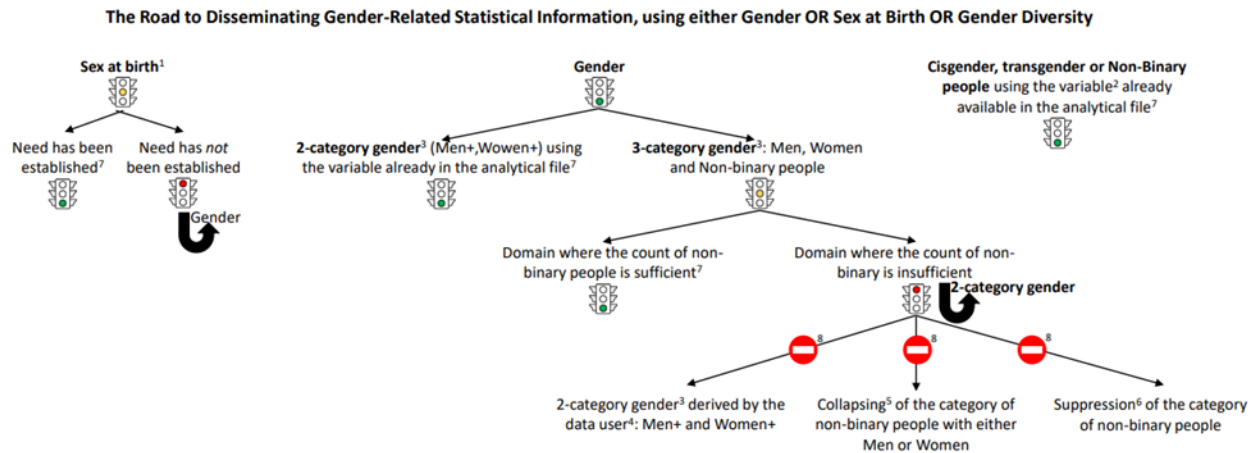 The Road to Disseminating Gender-Related Statistical Information, using either Gender OR Sex at Birth OR Gender Diversity
Sex at birth¹
Need has been
established⁷
Need has not
been established
Gender
Gender
2-category gender³ (Men+,Wowen+) using
the variable already in the analytical file⁷
3-category gender³: Men, Women
and Non-binary people
Domain where the count of non-
binary people is sufficient⁷
Domain where the count of non-
binary is insufficient
2-category gender
8
8
8
2-category gender³ derived by the
data user⁴: Men+ and Women+
Collapsing⁵ of the category of
non-binary people with either
Men or Women
Suppression⁶ of the category
of non-binary people
Cisgender, transgender or Non-Binary
people using the variable² already
available in the analytical file⁷